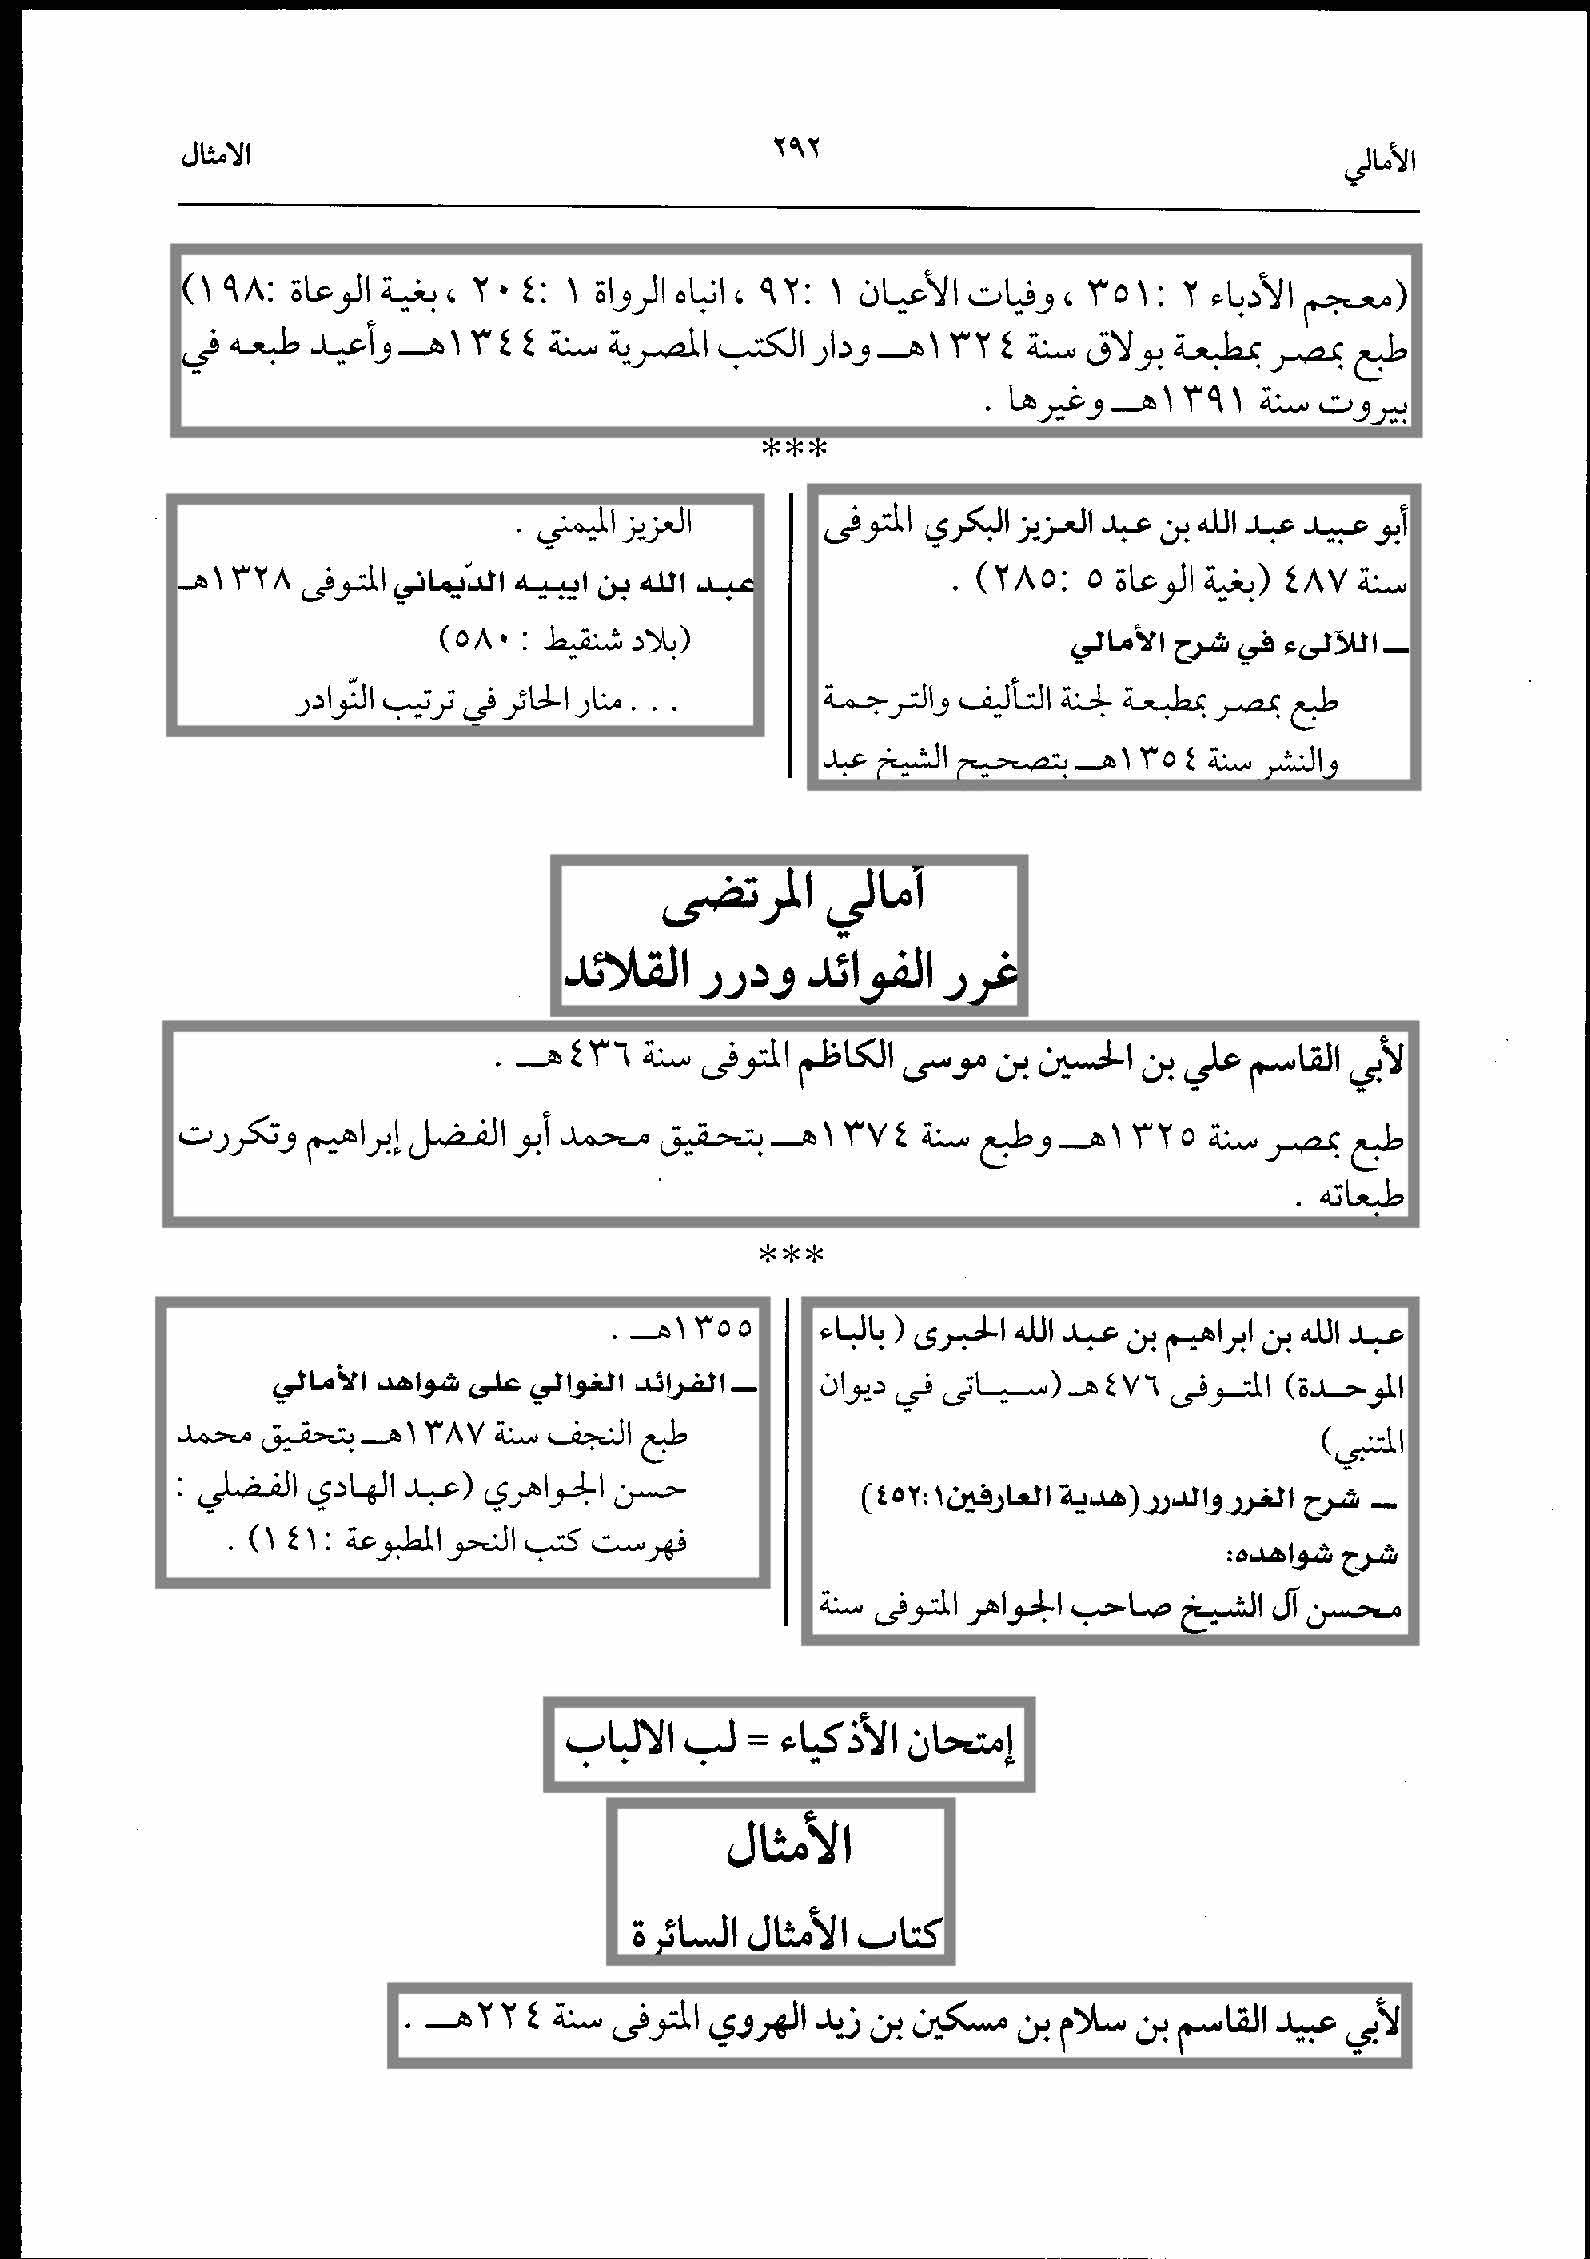 الأمالي
٢٩٢
الامثال
(معجم الأدباء ٢ :٣٥١ ، وفيات الأعيان ١ :٩٢ ، انباه الرواة ١ :٢٠٤ ، بغية الوعاة :١٩٨)
طبع بمصر بمطبعة بولاق سنة ١٣٢٤هـ ودار الكتب المصرية سنة ١٣٤٤هـ وأعيد طبعه في
بيروت سنة ١٣٩١هـ وغيرها .
***
أبو عبيد عبد الله بن عبد العزيز البكري المتوفى
سنة ٤٨٧ (بغية الوعاة ٥ :٢٨٥) .
ـ اللآلىء في شرح الأمالي
طبع بمصر بمطبعة لجنة التأليف والترجمة
والنشر سنة ١٣٥٤هـ بتصحيح الشيخ عبد
العزيز الميمني .
عبد الله بن ابيبيه الدّيماني المتوفى ١٣٢٨هـ
(بلاد شنقيط : ٥٨٠)
. . . منار الحائر في ترتيب النّوادر
أمالي المرتضى
غرر الفوائد ودرر القلائد
لأبي القاسم علي بن الحسين بن موسى الكاظم المتوفى سنة ٤٣٦هـ .
طبع بمصر سنة ١٣٢٥هـ وطبع سنة ١٣٧٤هـ بتحقيق محمد أبو الفضل إبراهيم وتكررت
طبعاته .
***
عبد الله بن ابراهيم بن عبد الله الحبرى ( بالباء
الموحدة) المتوفى ٤٧٦هـ (سياتى في ديوان
المتنبي)
ـ شرح الغرر والدرر (هدية العارفين١ :٤٥٢)
شرح شواهده:
محسن آل الشيخ صاحب الجواهر المتوفى سنة
١٣٥٥هـ .
ـ الفرائد الغوالي على شواهد الأمالي
طبع النجف سنة ١٣٨٧هـ بتحقيق محمد
حسن الجواهري (عبد الهادي الفضلي :
فهرست كتب النحو المطبوعة :١٤١) .
إمتحان الأذكياء = لب الالباب
الأمثال
كتاب الأمثال السائرة
لأبي عبيد القاسم بن سلام بن مسكين بن زيد الهروي المتوفى سنة ٢٢٤هـ .